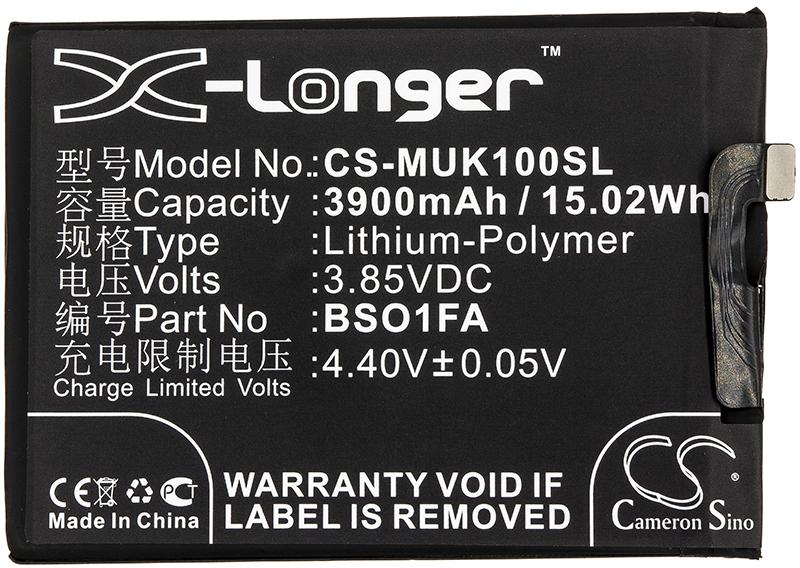 X-Longer™
型号Model No.:CS-MUK100SL
容量Capacity :3900mAh / 15.02Wh
规格Type :Lithium-Polymer
电压Volts :3.85VDC
编号Part No :BSO1FA
充电限制电压 :4.40V±0.05V
Charge Limited Volts
CE PCT
Made In China
WARRANTY VOID IF
LABEL IS REMOVED
CS®
Cameron Sino